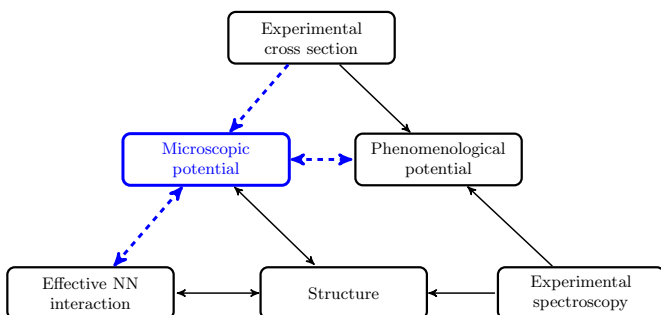 Experimental
cross section
Microscopic
potential
Phenomenological
potential
Effective NN
interaction
Structure
Experimental
spectroscopy